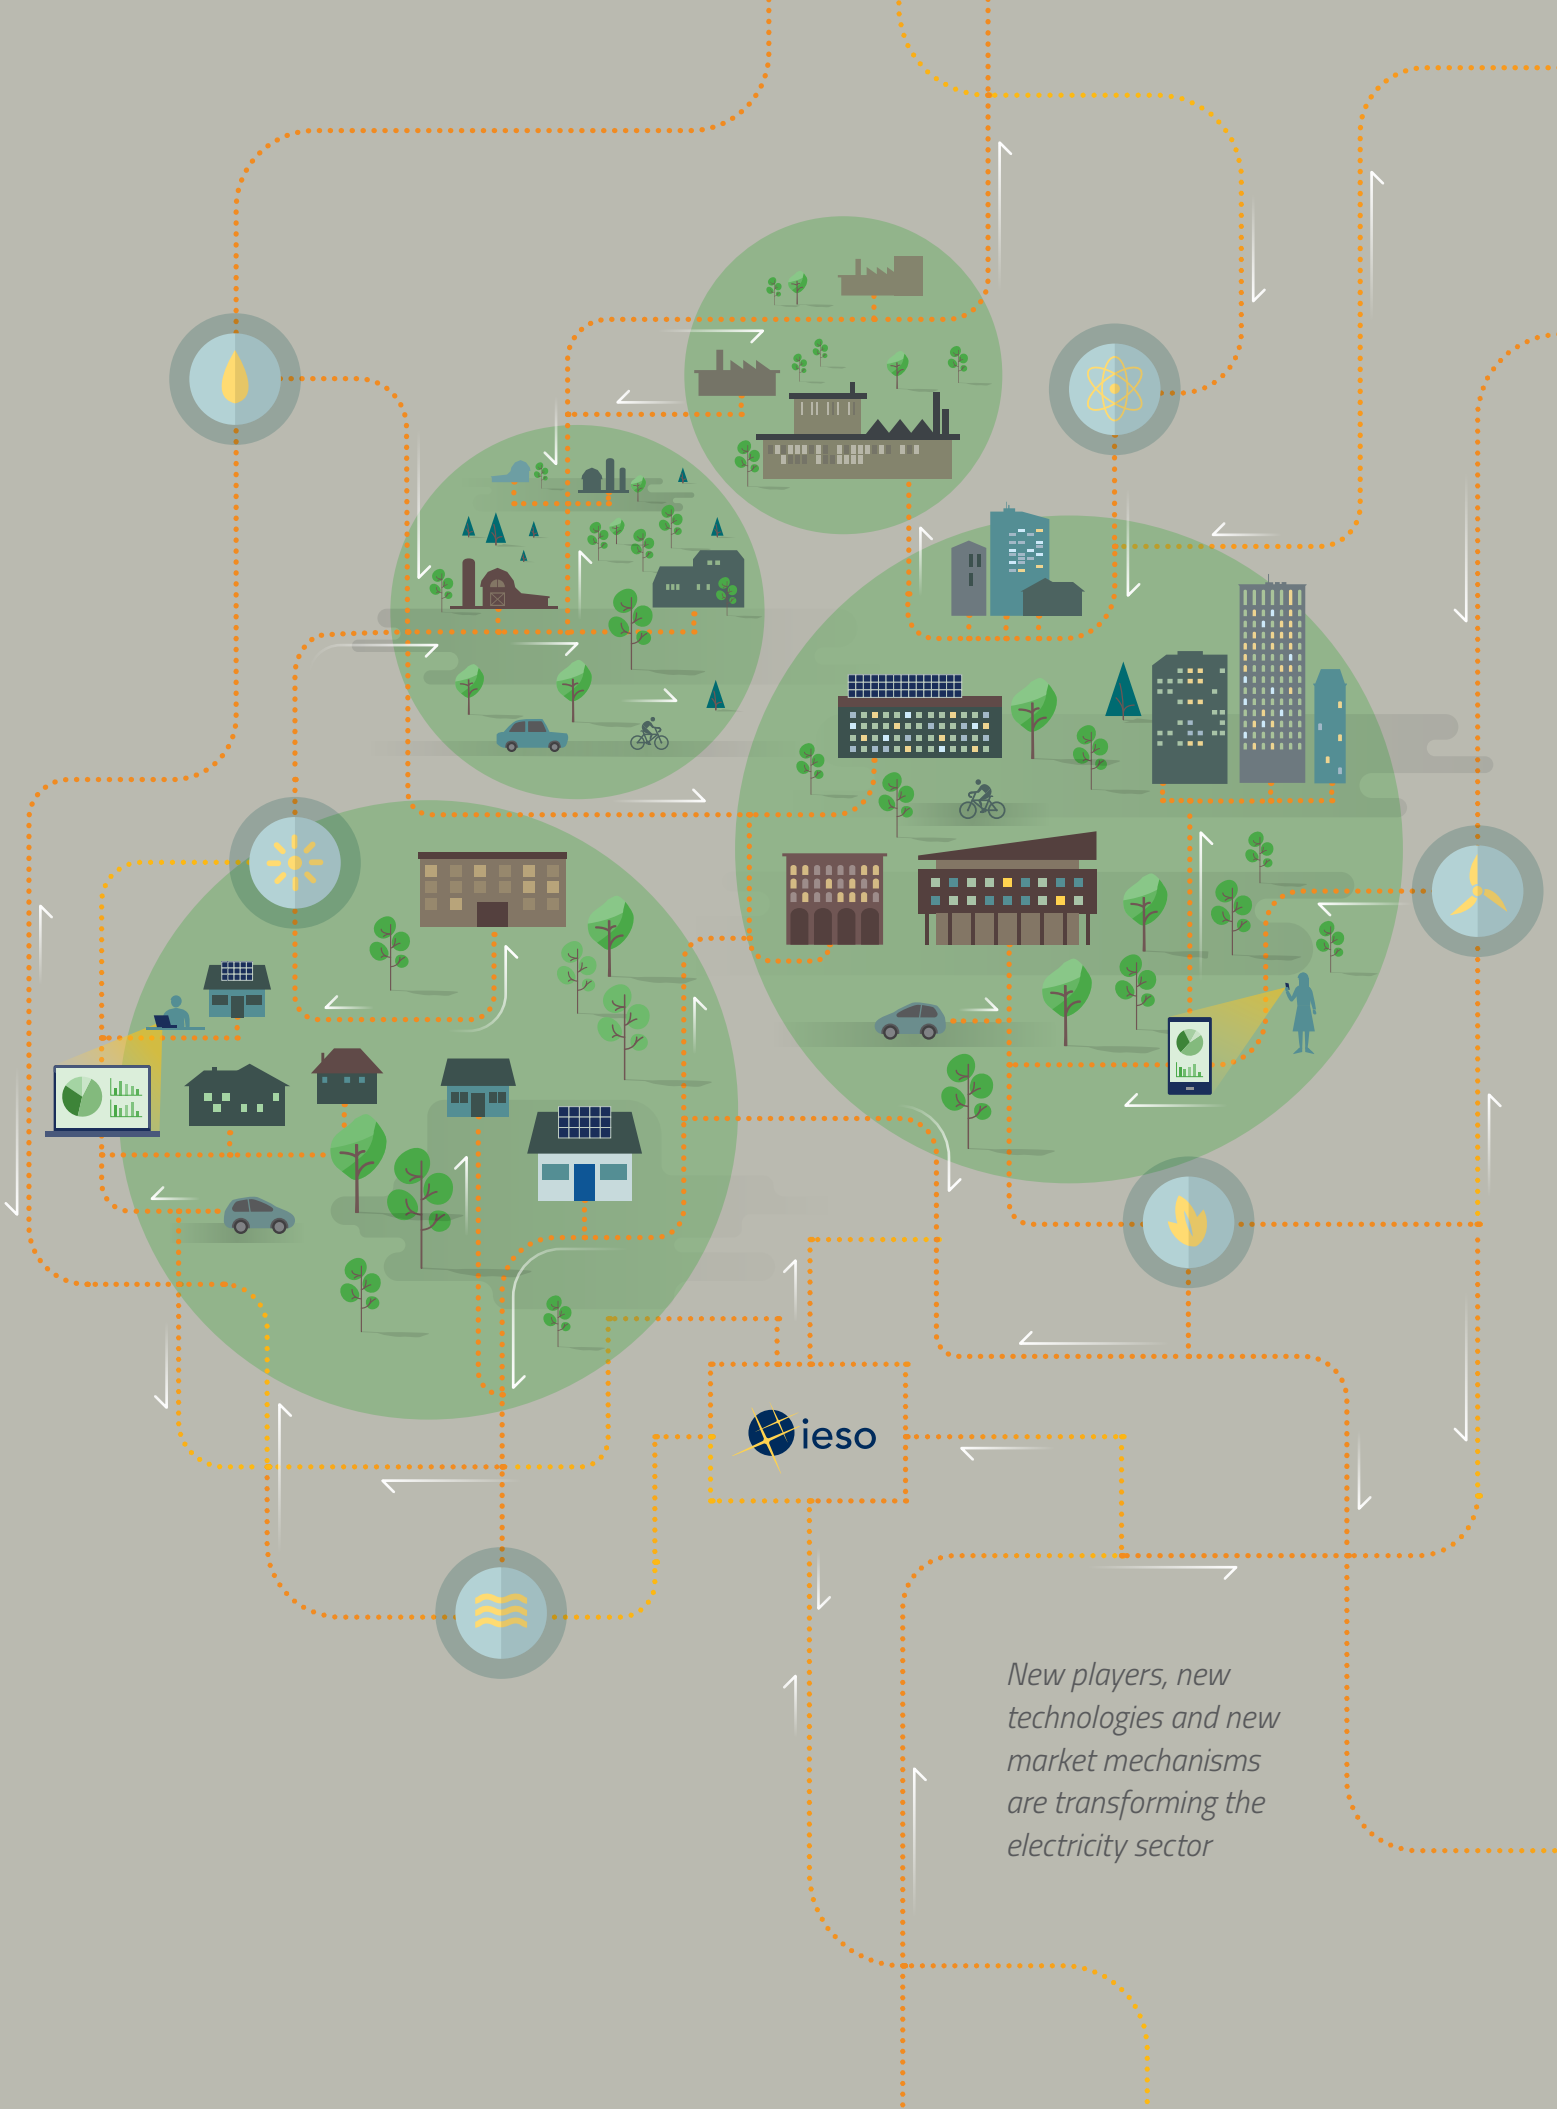 ieso
New players, new
technologies and new
market mechanisms
are transforming the
electricity sector